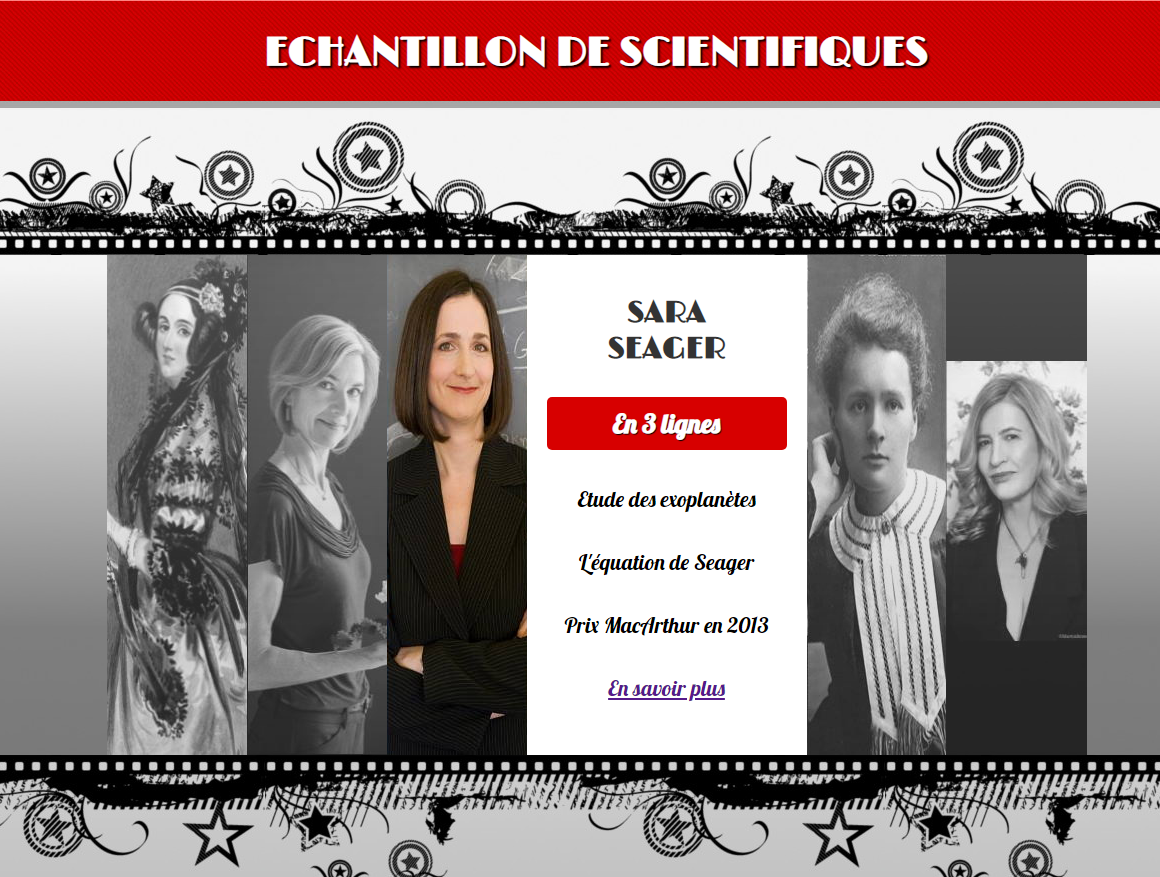 ECHANTILLON DE SCIENTIFIQUES
SARA
SEAGER
En 3 lignes
Etude des exoplanètes
L'équation de Seager
Prix MacArthur en 2013
En savoir plus